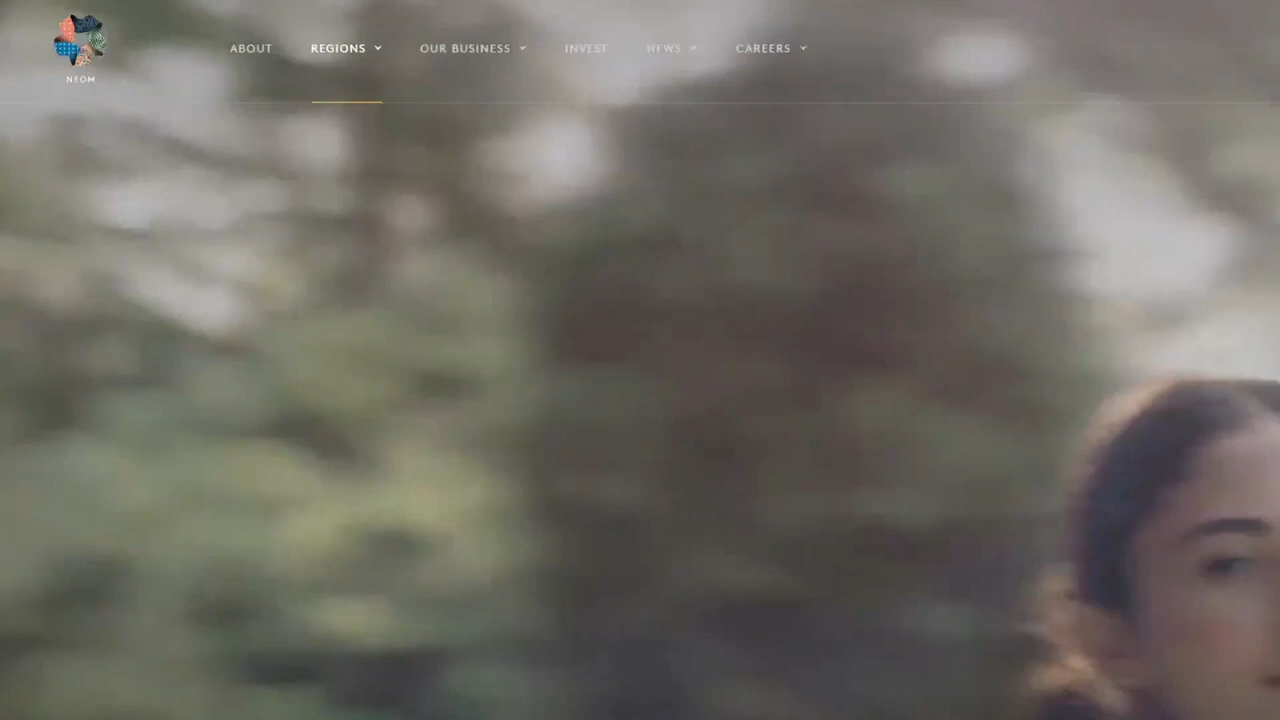 ABOUT
REGIONS
OUR BUSINESS
INVEST
NEWS
CAREERS
NEOM